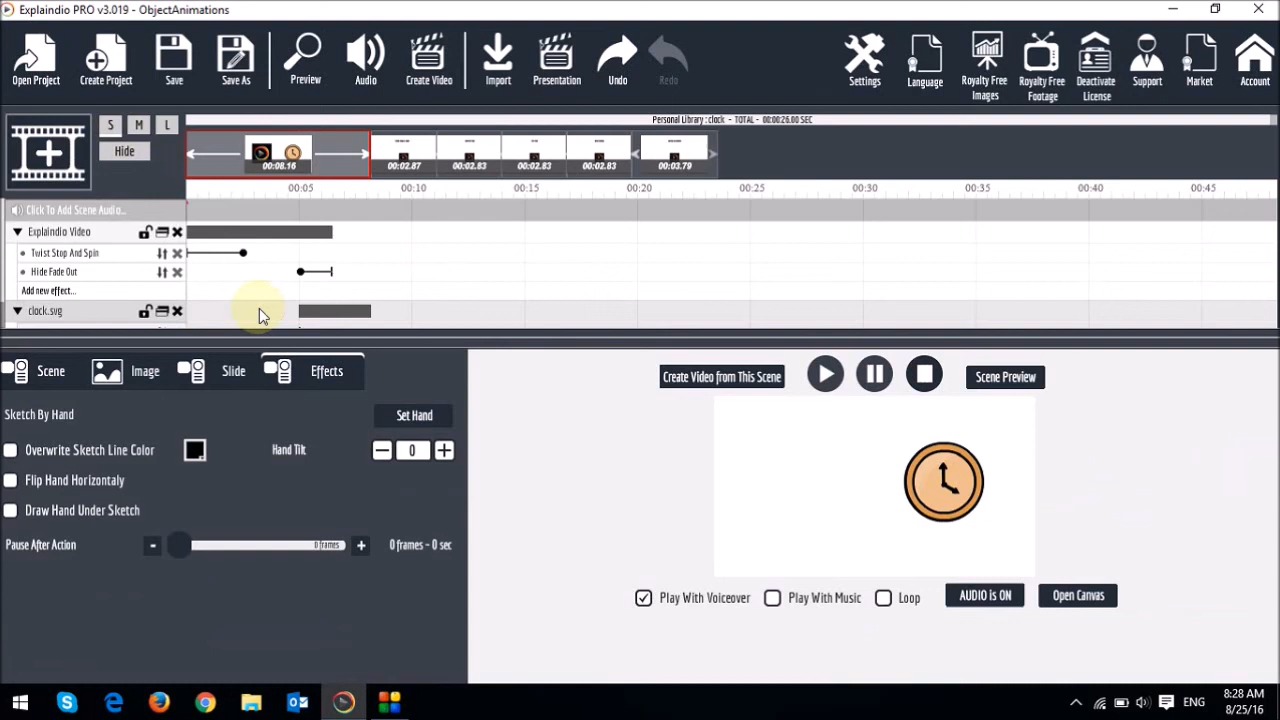 Explaindio PRO v3.019 - ObjectAnimations
Open Project
Create Project
Save
Save As
Preview
Audio
Create Video
Import
Presentation
Undo
Redo
Settings
Language
Royalty Free
Images
Royalty Free
Footage
Deactivate
License
Support
Market
Account
Personal Library : clock - TOTAL - 00:00:26.00 SEC
S M L
Hide
00:08.16 00:02.87 00:02.83 00:02.83 00:02.83 00:03.79
00:05 00:10 00:15 00:20 00:25 00:30 00:35 00:40 00:45
Click To Add Scene Audio...
Explaindio Video
Twist Stop And Spin
Hide Fade Out
Add new effect...
clock.svg
Scene Image Slide Effects
Create Video from This Scene
Scene Preview
Sketch By Hand
Set Hand
Overwrite Sketch Line Color
Hand Tilt
0
Flip Hand Horizontaly
Draw Hand Under Sketch
Pause After Action
- 0 frames + 0 frames - 0 sec
Play With Voiceover
Play With Music
Loop
AUDIO is ON
Open Canvas
ENG
8:28 AM
8/25/16